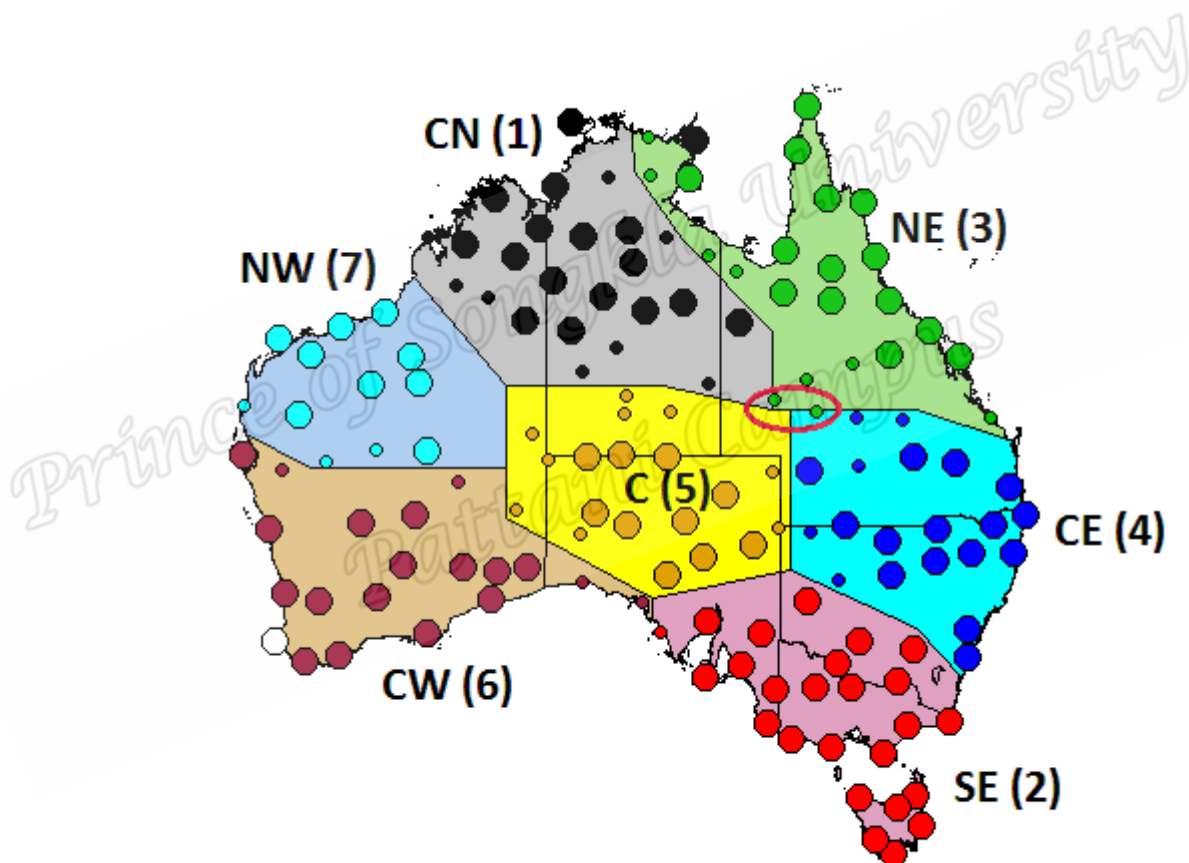 CN (1)
NE (3)
NW (7)
C (5)
CE (4)
CW (6)
SE (2)
Prince of Songkla University
Pattani Campus